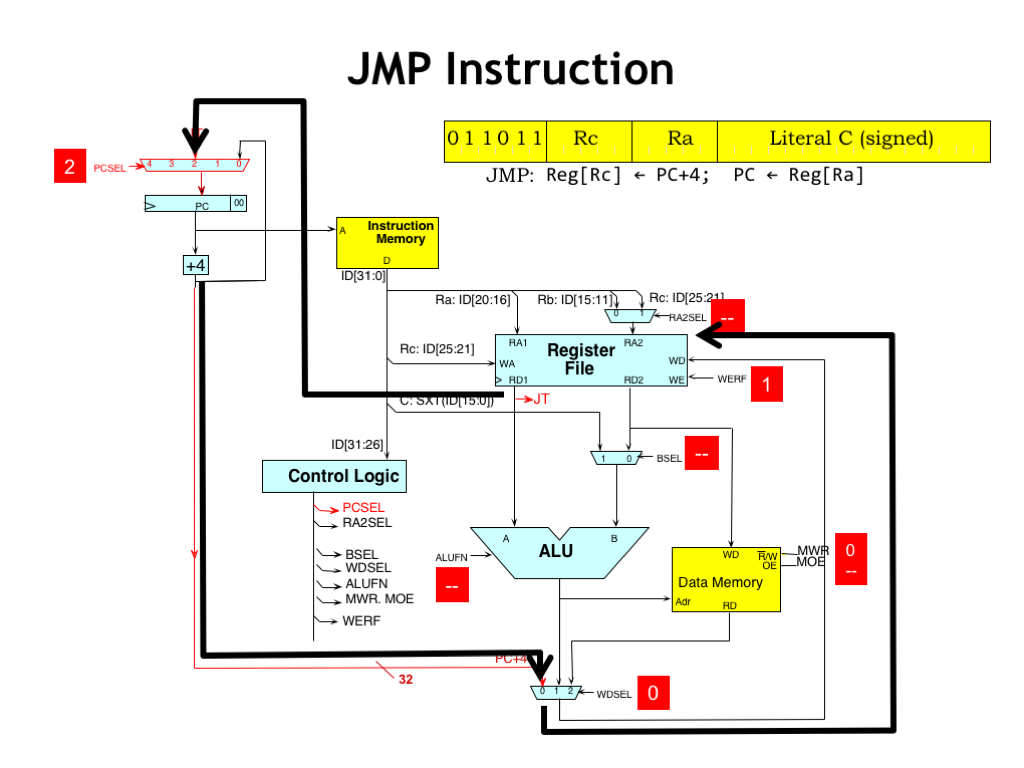 JMP Instruction
0 1 1 0 1 1 Rc Ra Literal C (signed)
JMP: Reg[Rc] ← PC+4; PC ← Reg[Ra]
2
PCSEL
4 3 2 1 0
PC 00
+4
A
Instruction
Memory
D
ID[31:0]
Ra: ID[20:16]
Rb: ID[15:11]
Rc: ID[25:21]
0 1
RA2SEL
--
RA1
RA2
Register
File
Rc: ID[25:21]
WA
WD
RD1
RD2
WE
WERF
1
C: SXT(ID[15:0])
JT
ID[31:26]
1 0
BSEL
--
Control Logic
PCSEL
RA2SEL
BSEL
WDSEL
ALUFN
MWR. MOE
WERF
A
B
ALU
ALUFN
--
WD
R/W
OE
MWR
MOE
0
--
Data Memory
Adr
RD
PC+4
32
0 1 2
WDSEL
0